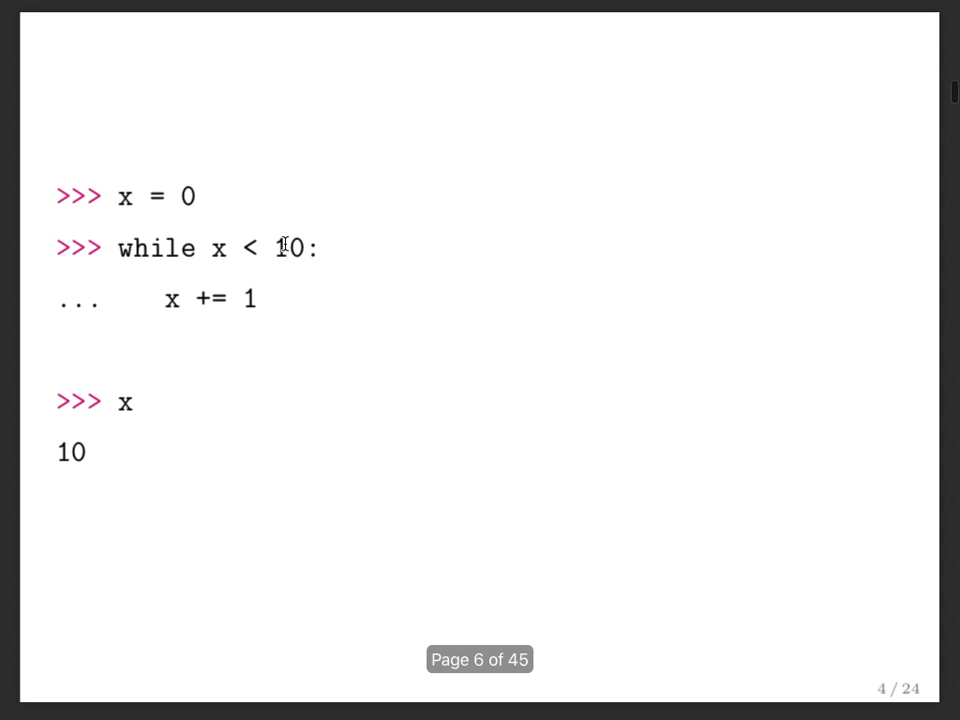 >>> x = 0
>>> while x < 10:
...    x += 1
>>> x
10
Page 6 of 45
4 / 24